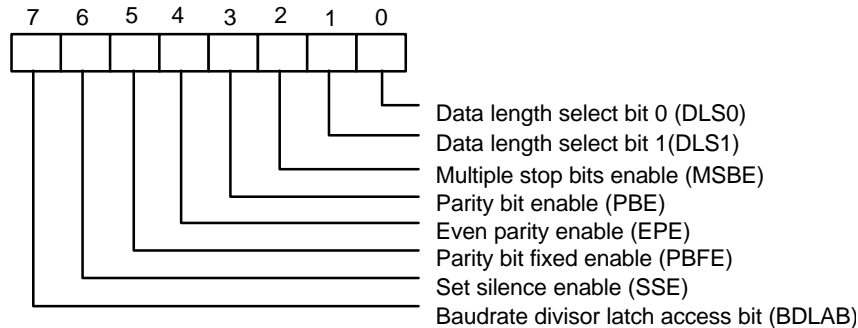 7 6 5 4 3 2 1 0
Data length select bit 0 (DLS0)
Data length select bit 1(DLS1)
Multiple stop bits enable (MSBE)
Parity bit enable (PBE)
Even parity enable (EPE)
Parity bit fixed enable (PBFE)
Set silence enable (SSE)
Baudrate divisor latch access bit (BDLAB)